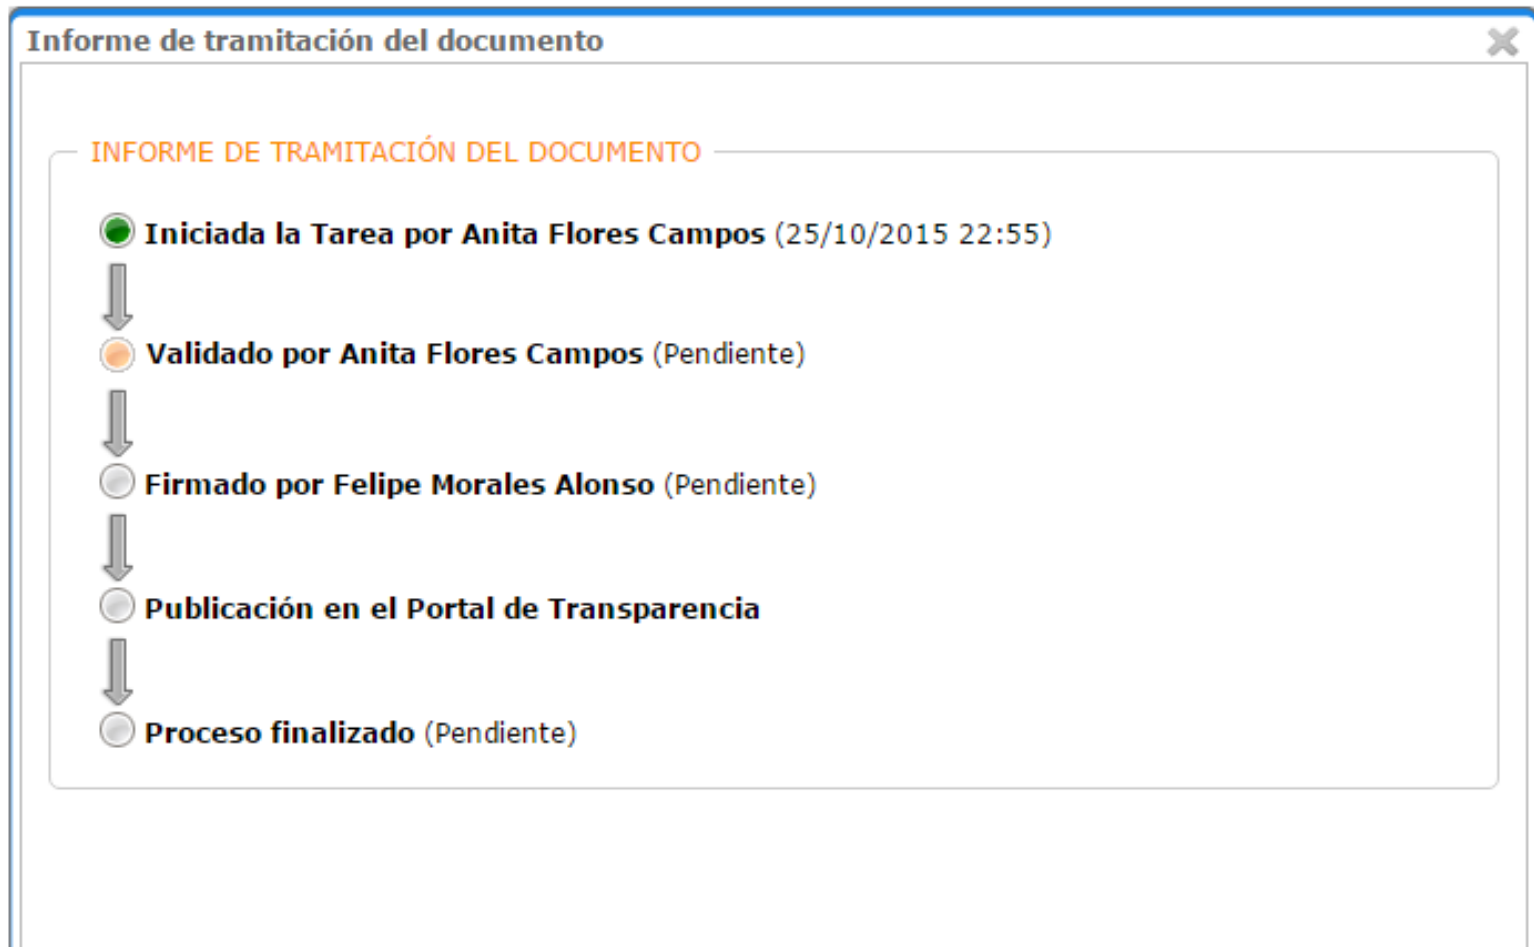 Informe de tramitación del documento
INFORME DE TRAMITACIÓN DEL DOCUMENTO
Iniciada la Tarea por Anita Flores Campos (25/10/2015 22:55)
Validado por Anita Flores Campos (Pendiente)
Firmado por Felipe Morales Alonso (Pendiente)
Publicación en el Portal de Transparencia
Proceso finalizado (Pendiente)